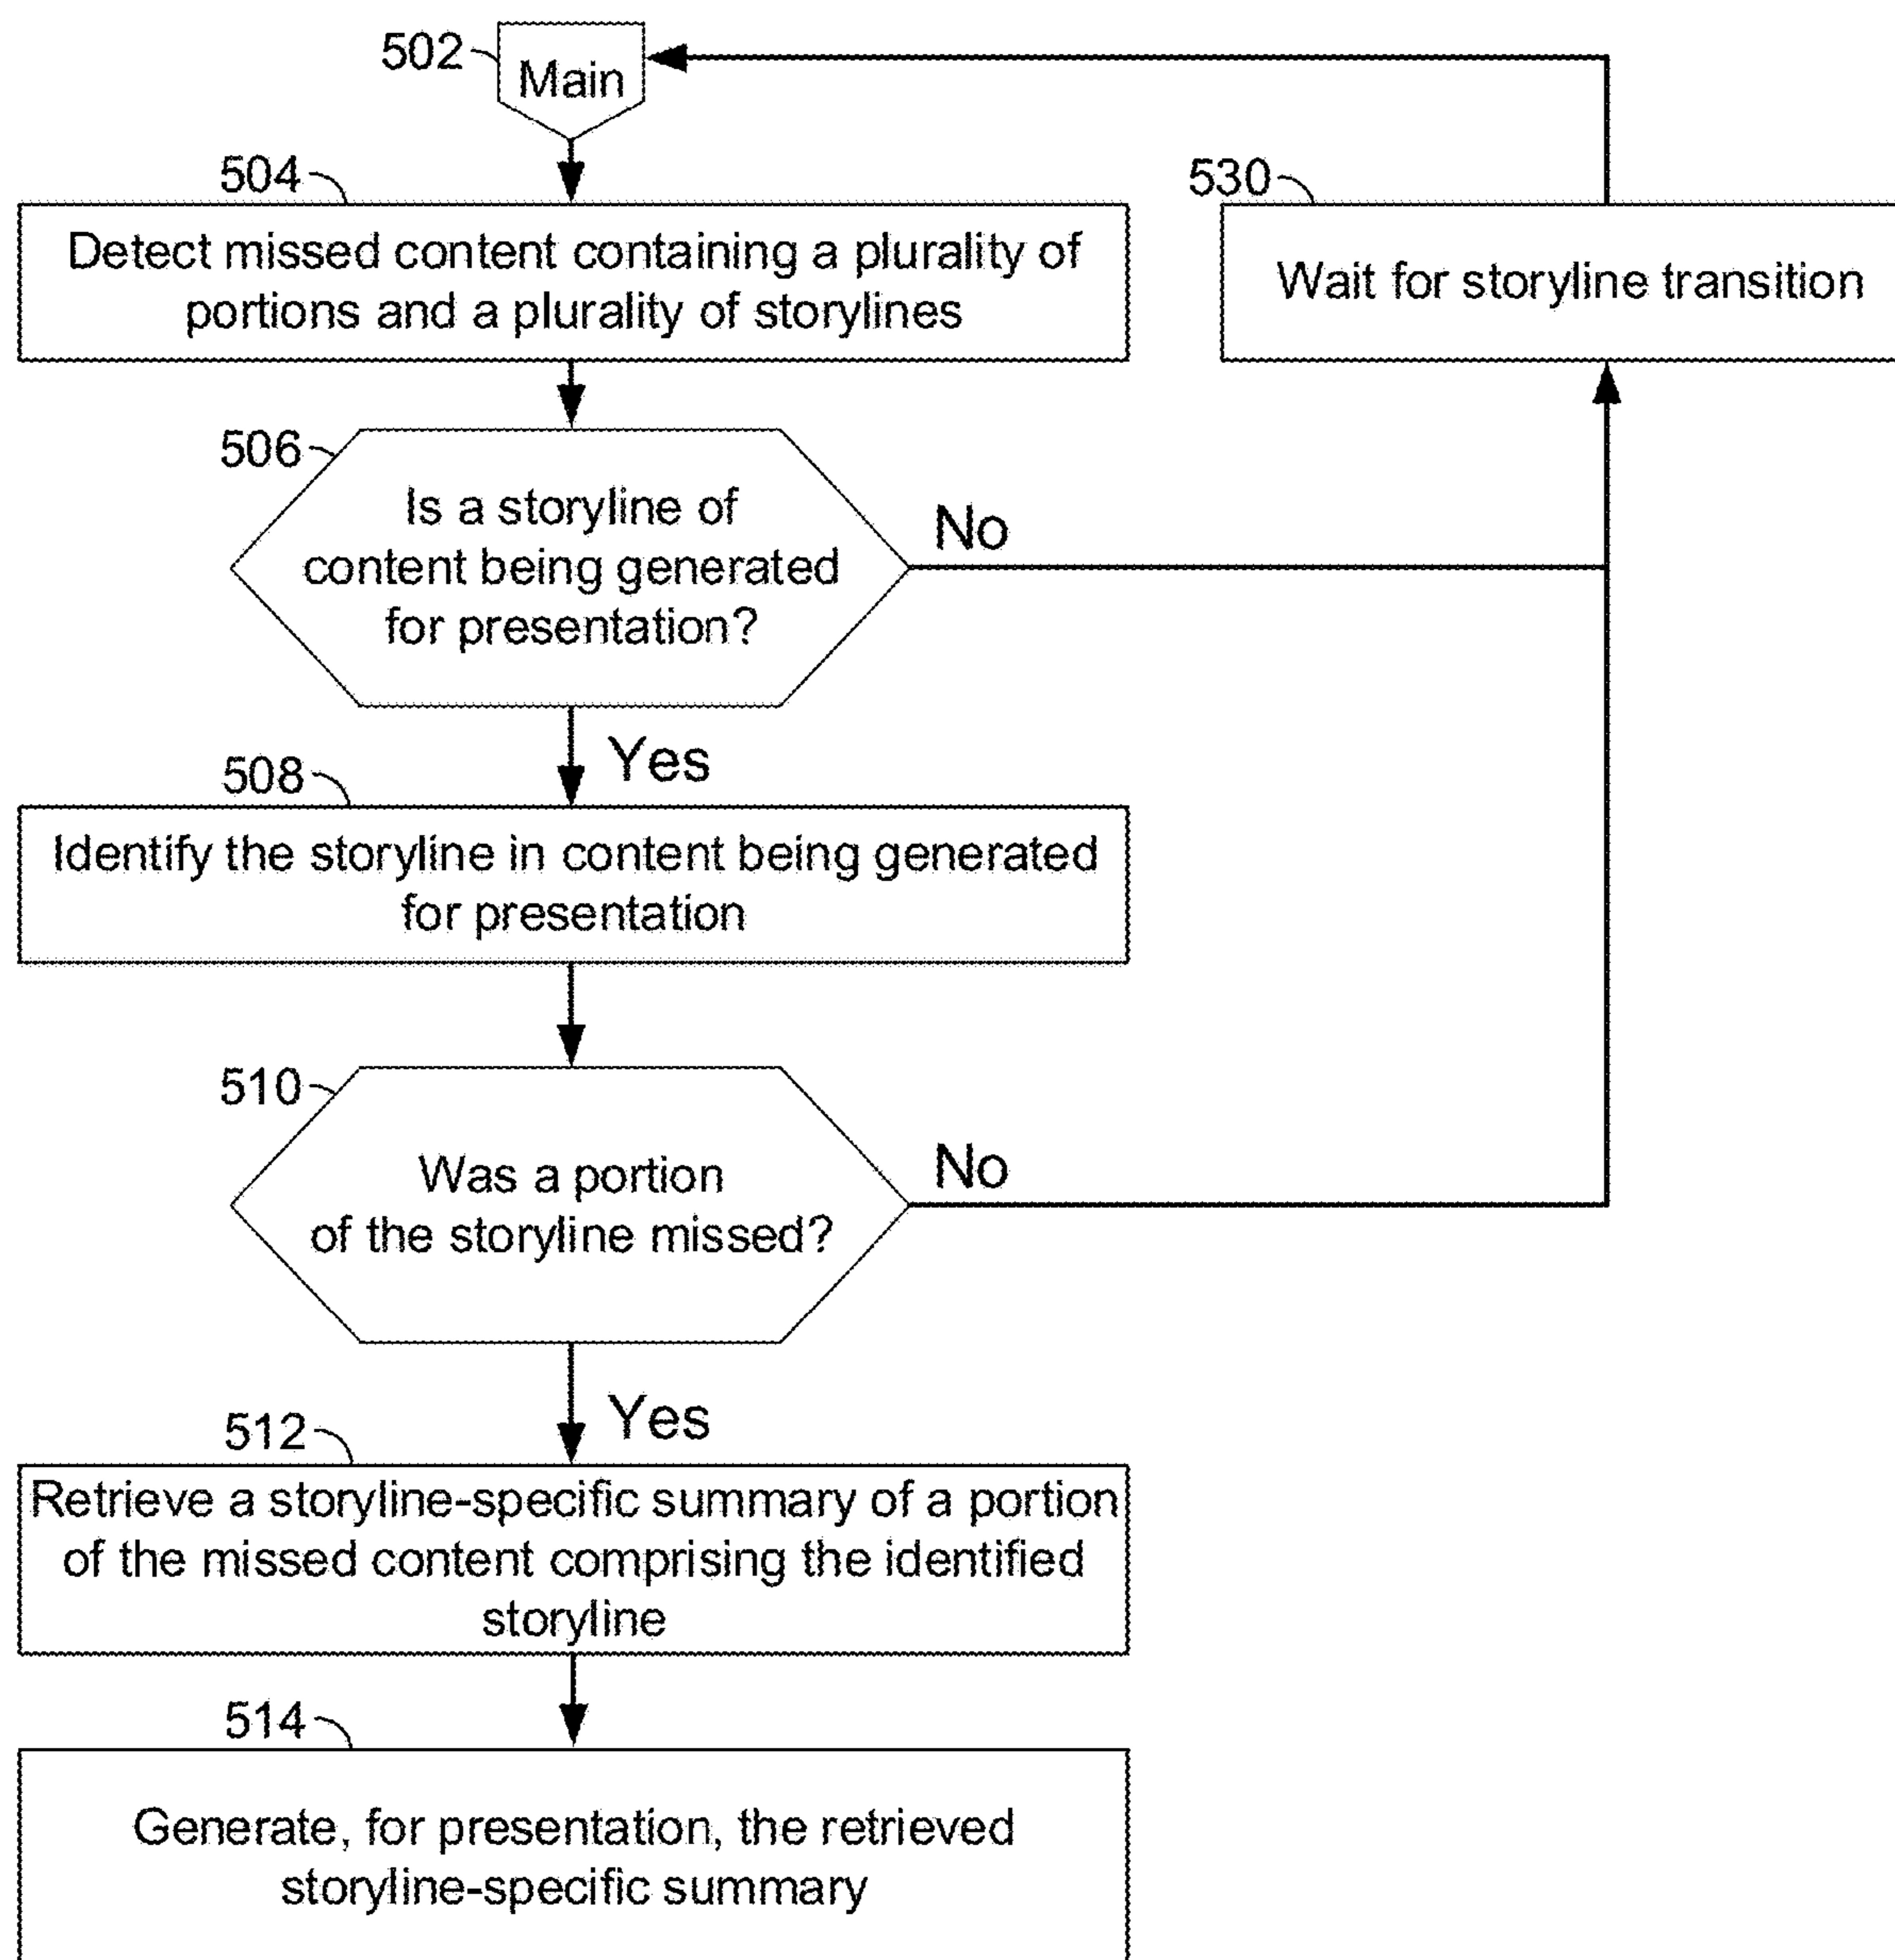 502
Main
504
Detect missed content containing a plurality of
portions and a plurality of storylines
530
Wait for storyline transition
506
Is a storyline of
content being generated
for presentation?
No
Yes
508
Identify the storyline in content being generated
for presentation
510
Was a portion
of the storyline missed?
No
Yes
512
Retrieve a storyline-specific summary of a portion
of the missed content comprising the identified
storyline
514
Generate, for presentation, the retrieved
storyline-specific summary